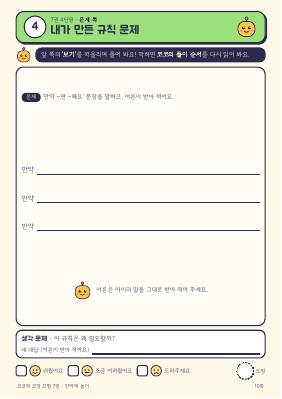 4
7권 4단원 · 문제 쪽
내가 만든 규칙 문제
앞 쪽의 '보기'를 떠올리며 풀어 봐요! 막히면 코코의 풀이 순서를 다시 읽어 봐요.
문제 '만약 ~면 ~해요' 문장을 말하고, 어른이 받아 적어요.
만약
만약
만약
어른은 아이의 말을 그대로 받아 적어 주세요.
생각 문제 · 이 규칙은 왜 필요할까?
내 대답 (어른이 받아 적어요)
쉬웠어요 조금 어려웠어요 도와주세요
도장
코코의 코딩 모험 7권 · 만약에 놀이
10쪽